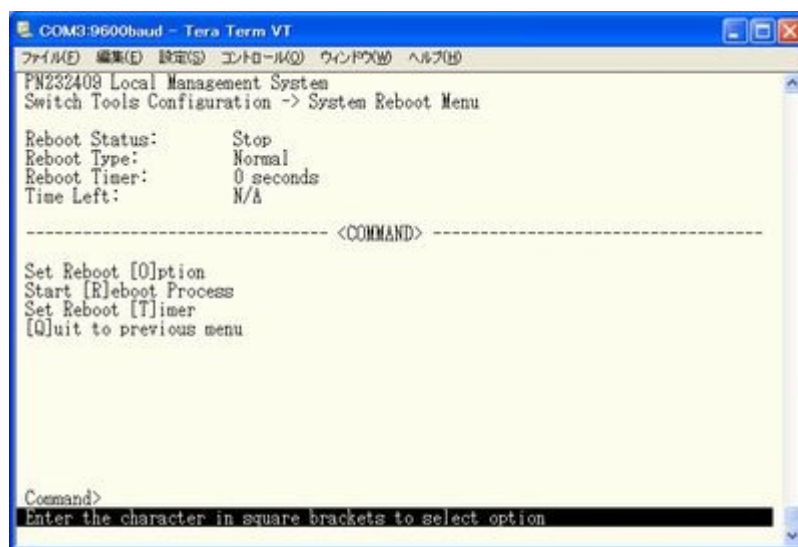 COM3:9600baud - Tera Term VT
ファイル(F) 編集(E) 設定(S) コントロール(O) ウィンドウ(W) ヘルプ(H)
PN232409 Local Management System
Switch Tools Configuration -> System Reboot Menu
Reboot Status: Stop
Reboot Type: Normal
Reboot Timer: 0 seconds
Time Left: N/A
-------------------------------- <COMMAND> ----------------------------------
Set Reboot [O]ption
Start [R]eboot Process
Set Reboot [T]imer
[Q]uit to previous menu
Command>
Enter the character in square brackets to select option